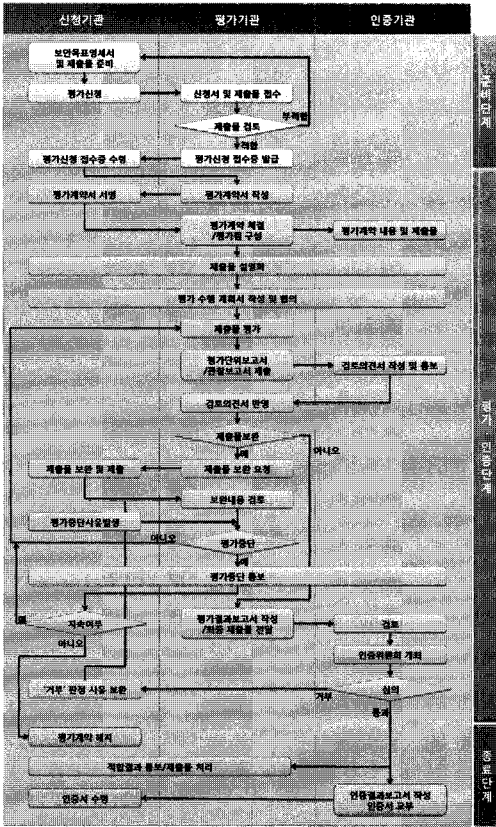 신청기관 평가기관 인증기관
보안목표명세서
및 제출물 준비
평가신청
신청서 및 제출물 접수
제출물 검토
부적합
적합
평가신청 접수증 수령
평가신청 접수증 발급
평가계약서 서명
평가계약서 작성
평가계약 체결
/평가팀 구성
평가계약 내용 및 제출물
제출물 설명회
평가 수행 계획서 작성 및 협의
제출물 평가
평가단위보고서
/관찰보고서 제출
검토의견서 작성 및 통보
검토의견서 반영
제출물보완
아니오
예
제출물 보완 및 제출
제출물 보완 요청
보완내용 검토
평가중단사유발생
아니오
평가중단
예
평가중단 통보
예
지속여부
아니오
평가결과보고서 작성
/최종 제출물 전달
검토
인증위원회 개최
'거부' 판정 사유 보완
거부
심의
통과
평가계약 해지
적합결과 통보/제출물 처리
인증서 수령
인증결과보고서 작성
인증서 교부
준비단계
평가 인증단계
종료단계